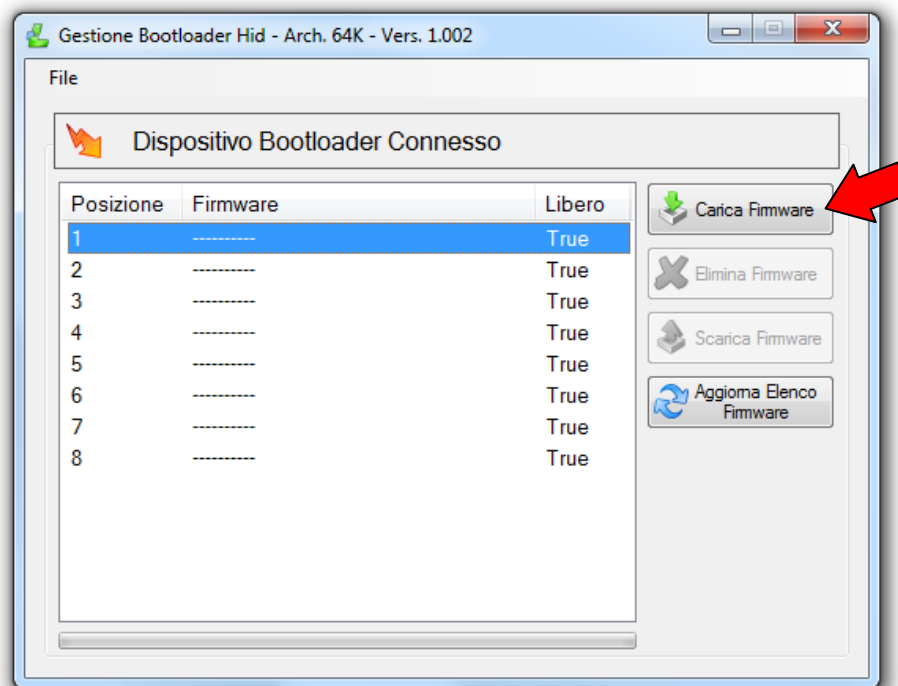 Gestione Bootloader Hid - Arch. 64K - Vers. 1.002
File
Dispositivo Bootloader Connesso
Posizione Firmware Libero
1 ---------- True
2 ---------- True
3 ---------- True
4 ---------- True
5 ---------- True
6 ---------- True
7 ---------- True
8 ---------- True
Carica Firmware
Elimina Firmware
Scarica Firmware
Aggiorna Elenco
Firmware